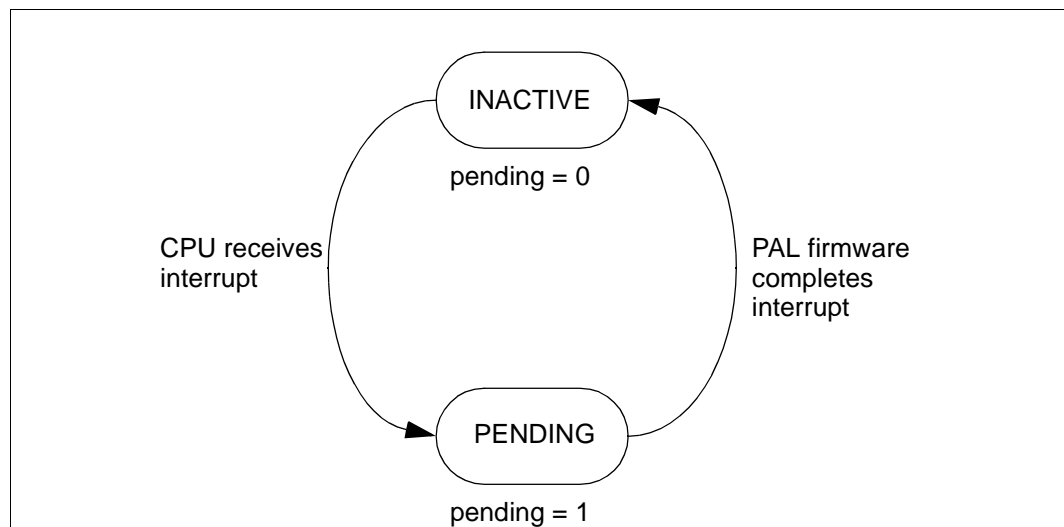 INACTIVE
pending = 0
CPU receives
interrupt
PAL firmware
completes
interrupt
PENDING
pending = 1